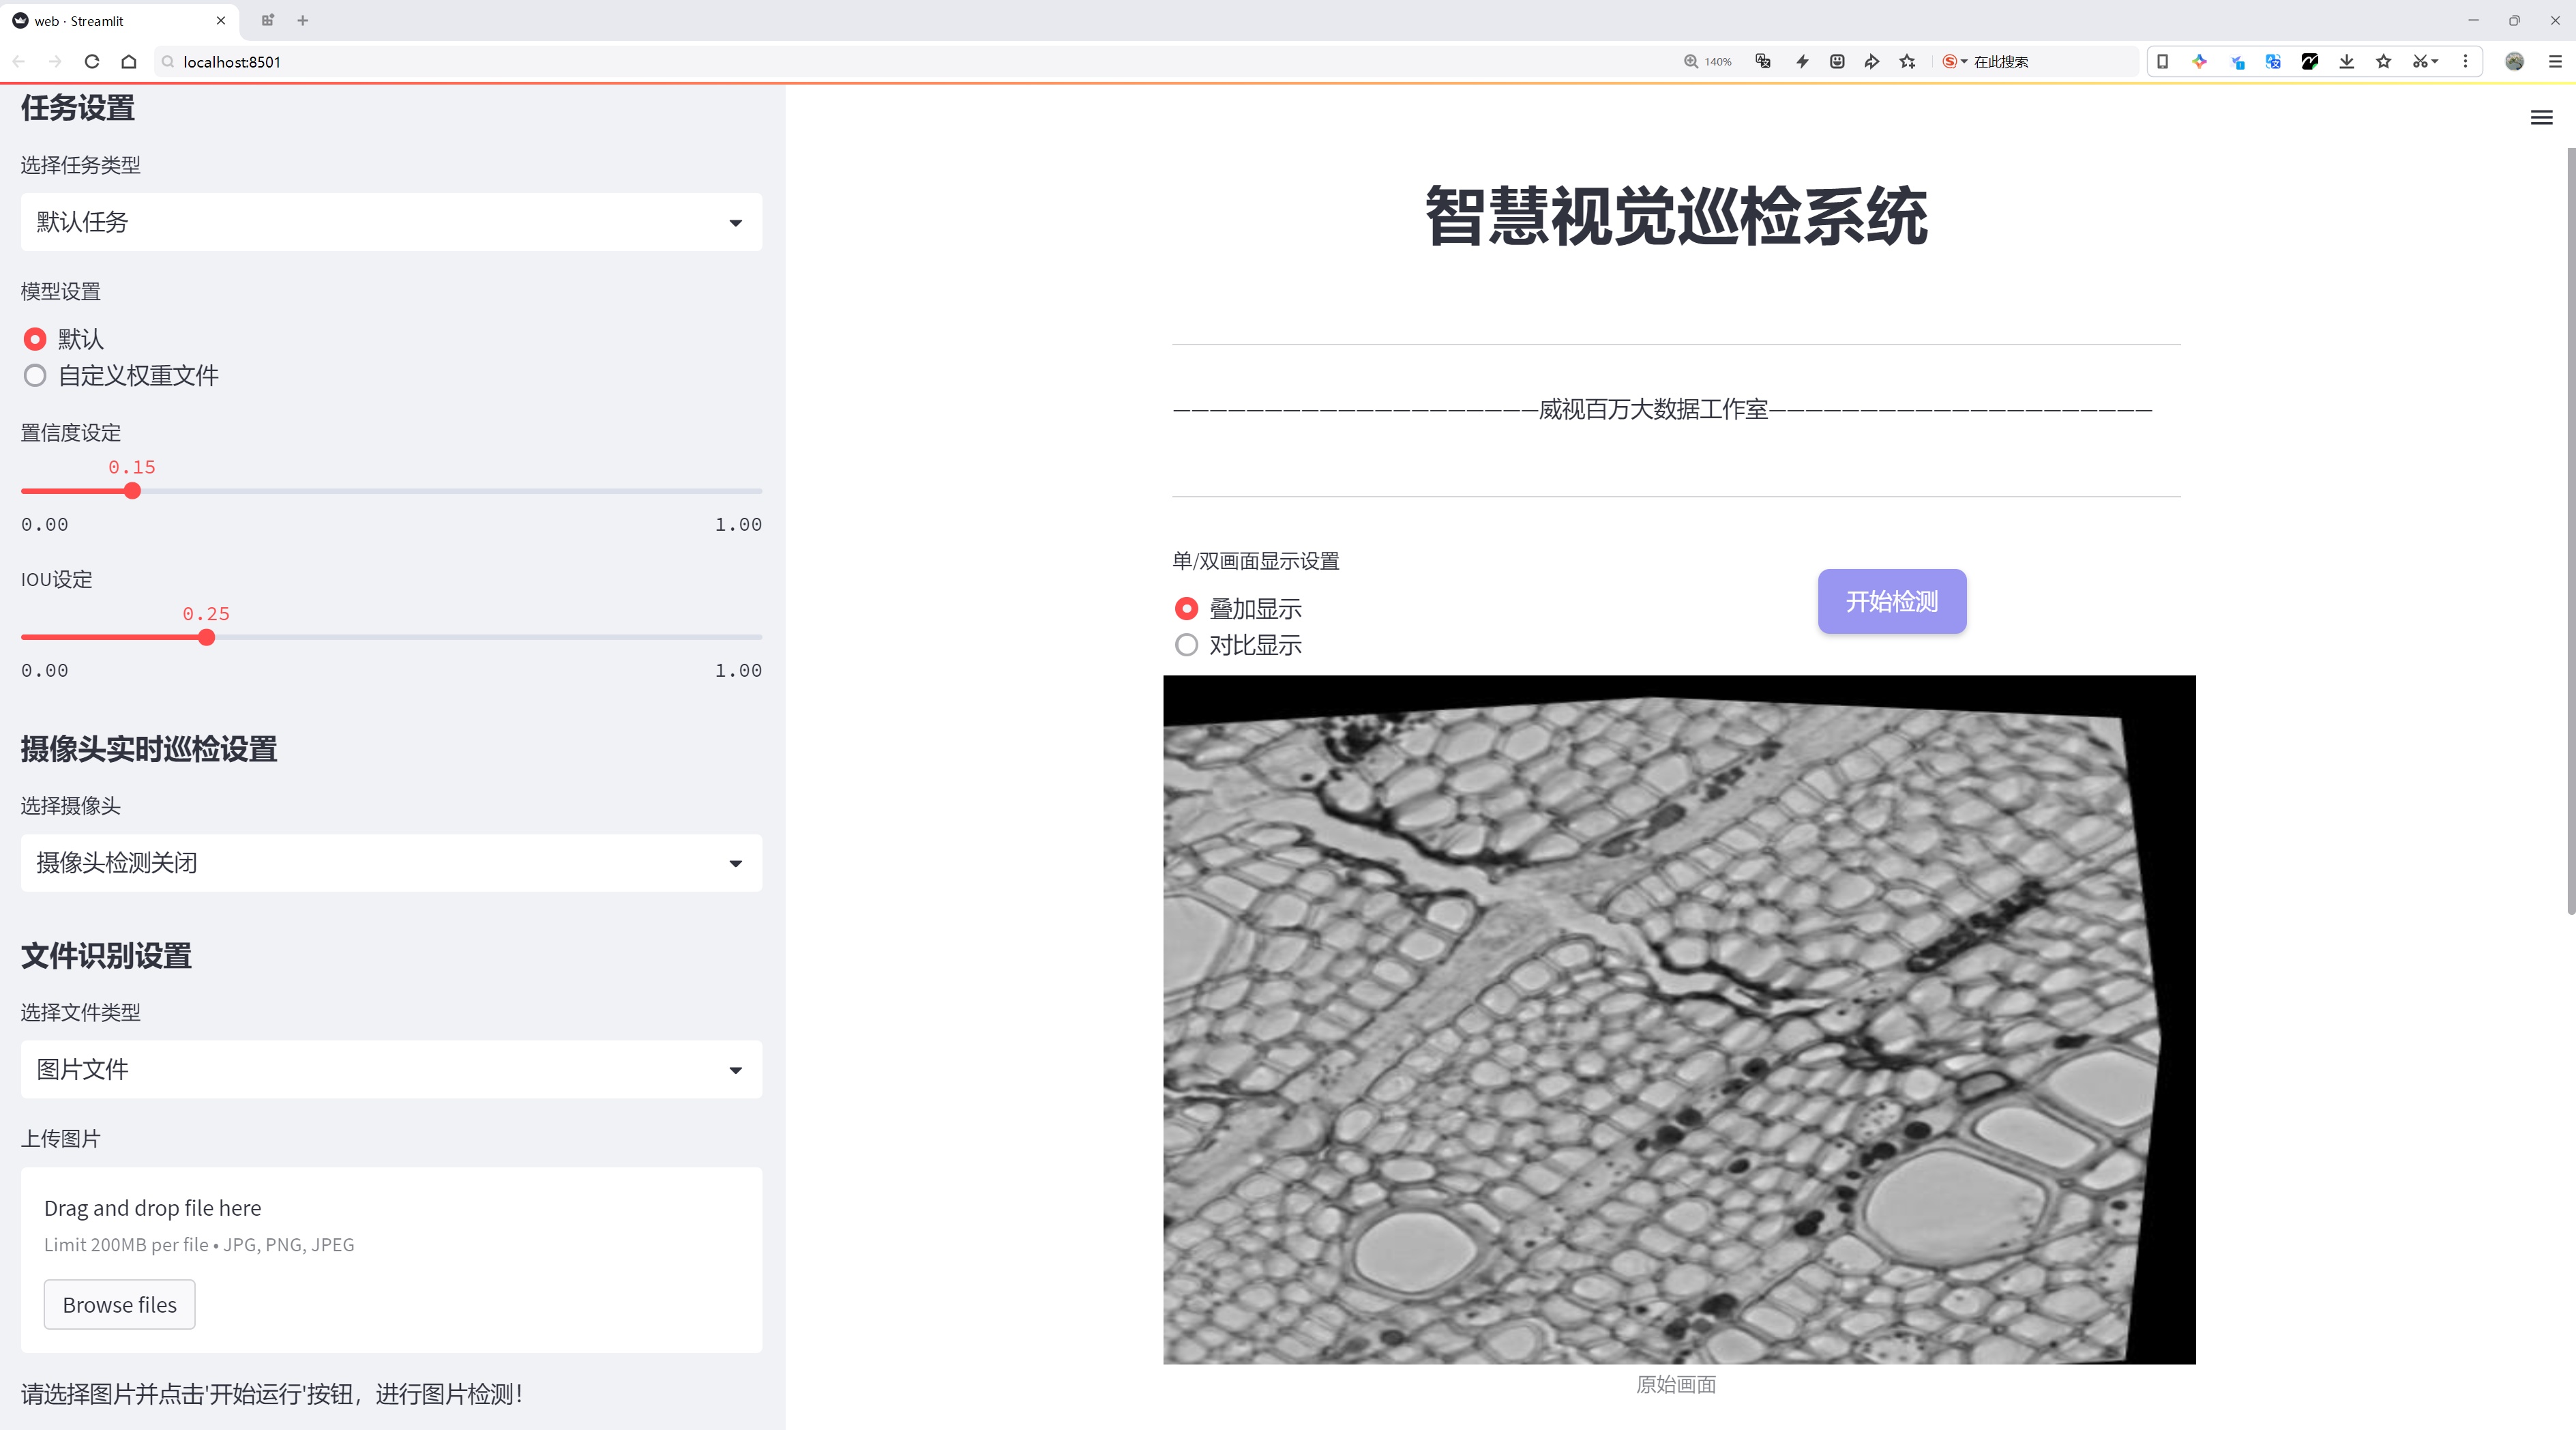 web · Streamlit
localhost:8501
140%
在此搜索
任务设置
选择任务类型
默认任务
模型设置
默认
自定义权重文件
置信度设定
0.15
0.00
1.00
IOU设定
0.25
0.00
1.00
摄像头实时巡检设置
选择摄像头
摄像头检测关闭
文件识别设置
选择文件类型
图片文件
上传图片
Drag and drop file here
Limit 200MB per file • JPG, PNG, JPEG
Browse files
请选择图片并点击'开始运行'按钮，进行图片检测！
智慧视觉巡检系统
————————————————————威视百万大数据工作室—————————————————————
单/双画面显示设置
叠加显示
对比显示
开始检测
原始画面